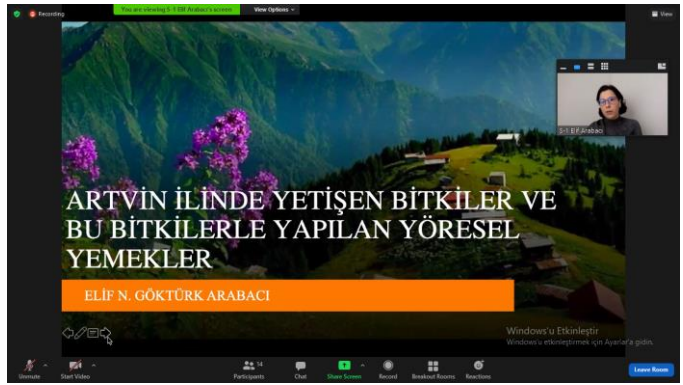 Recording
You are viewing S-1 Elif Arabacı's screen
View Options
View
S-1 Elif Arabacı
ARTVİN İLİNDE YETİŞEN BİTKİLER VE
BU BİTKİLERLE YAPILAN YÖRESEL
YEMEKLER
ELİF N. GÖKTÜRK ARABACI
Windows'u Etkinleştir
Windows'u etkinleştirmek için Ayarlar'a gidin.
Unmute
Start Video
14
Participants
Chat
Share Screen
Record
Breakout Rooms
Reactions
Leave Room